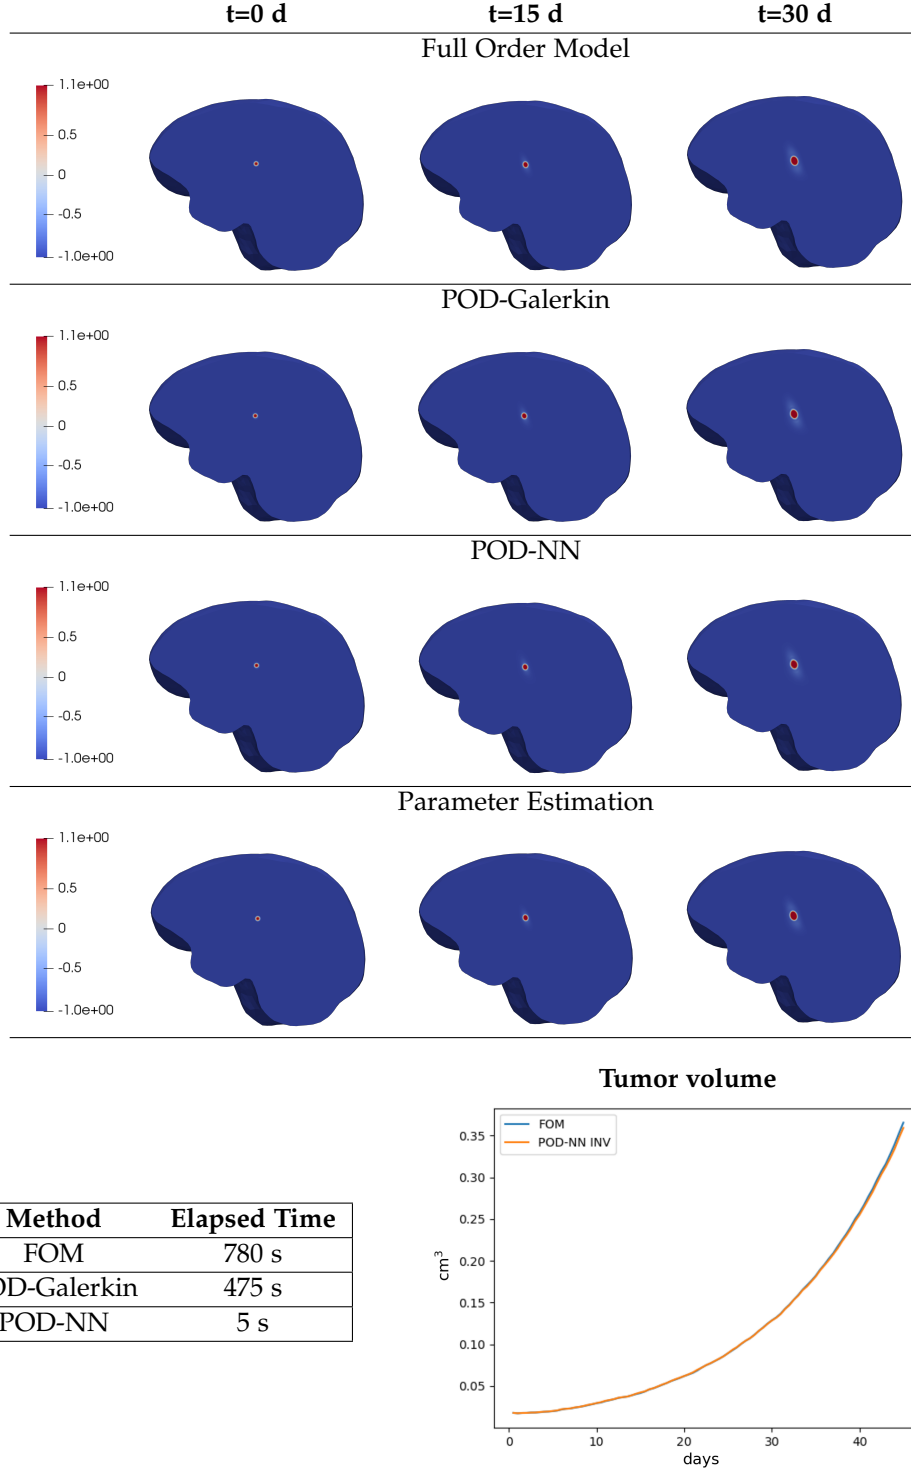 t=0 d t=15 d t=30 d
Full Order Model
1.1e+00
0.5
0
-0.5
-1.0e+00
POD-Galerkin
1.1e+00
0.5
0
-0.5
-1.0e+00
POD-NN
1.1e+00
0.5
0
-0.5
-1.0e+00
Parameter Estimation
1.1e+00
0.5
0
-0.5
-1.0e+00
Method Elapsed Time
FOM 780 s
OD-Galerkin 475 s
POD-NN 5 s
Tumor volume
FOM
POD-NN INV
0.35
0.30
0.25
0.20
0.15
0.10
0.05
cm³
0 10 20 30 40
days